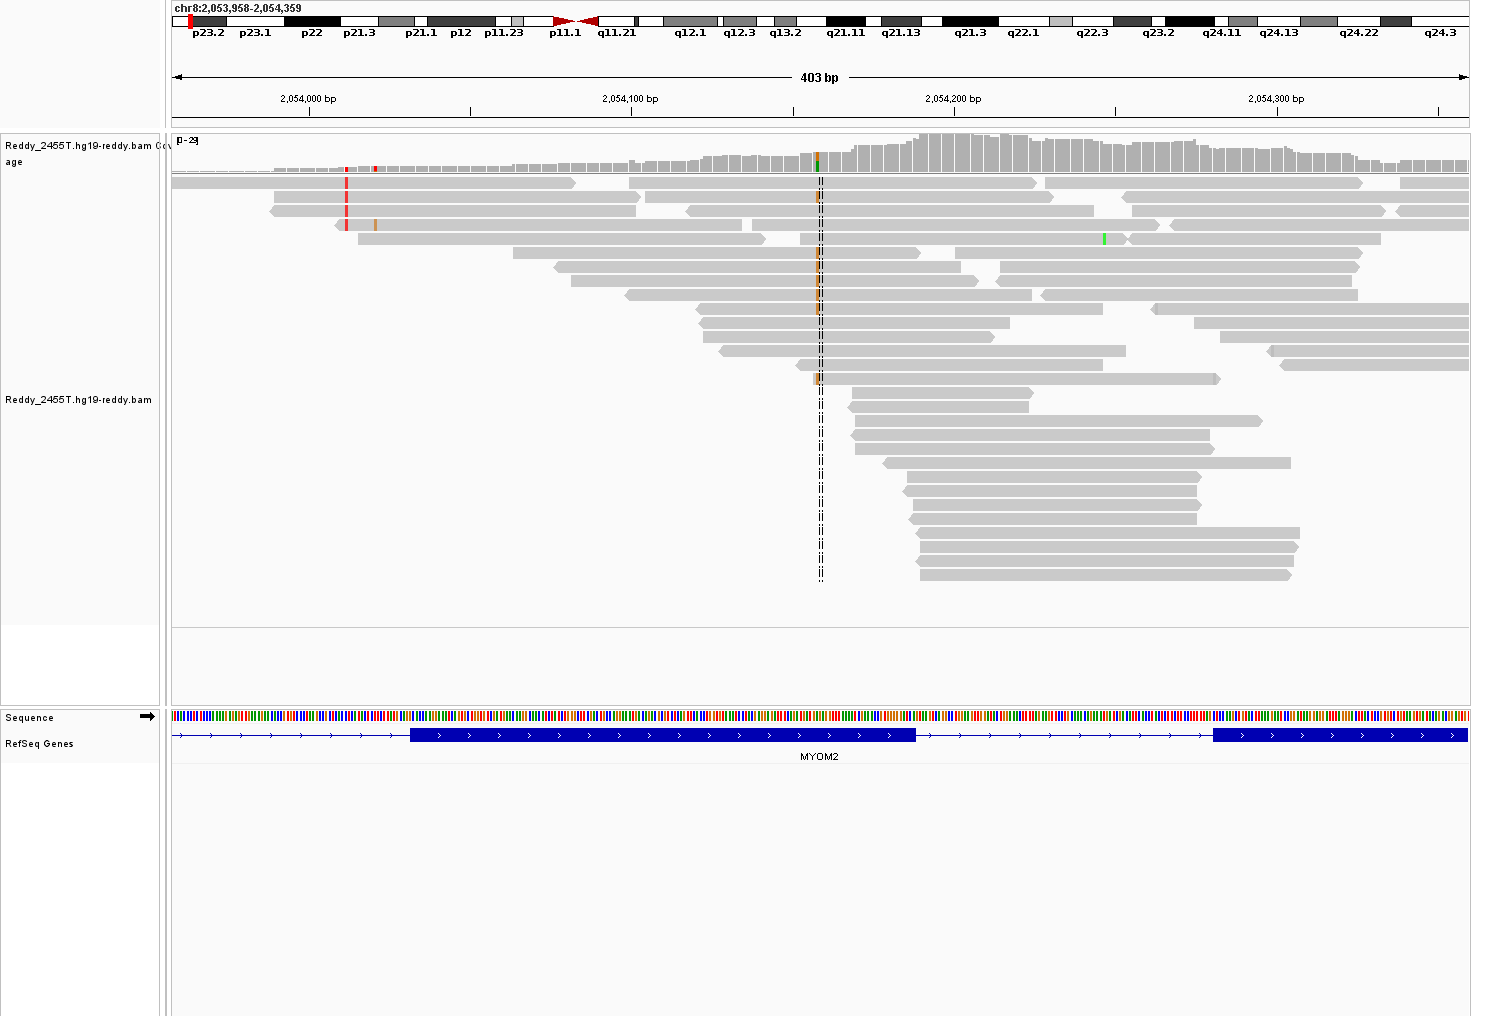 chr8:2,053,958-2,054,359
p23.2 p23.1 p22 p21.3 p21.1 p12 p11.23 p11.1 q11.21 q12.1 q12.3 q13.2 q21.11 q21.13 q21.3 q22.1 q22.3 q23.2 q24.11 q24.13 q24.22 q24.3
403 bp
2,054,000 bp 2,054,100 bp 2,054,200 bp 2,054,300 bp
Reddy_2455T.hg19-reddy.bam Cov
age
[0-29]
Reddy_2455T.hg19-reddy.bam
Sequence
RefSeq Genes
MYOM2